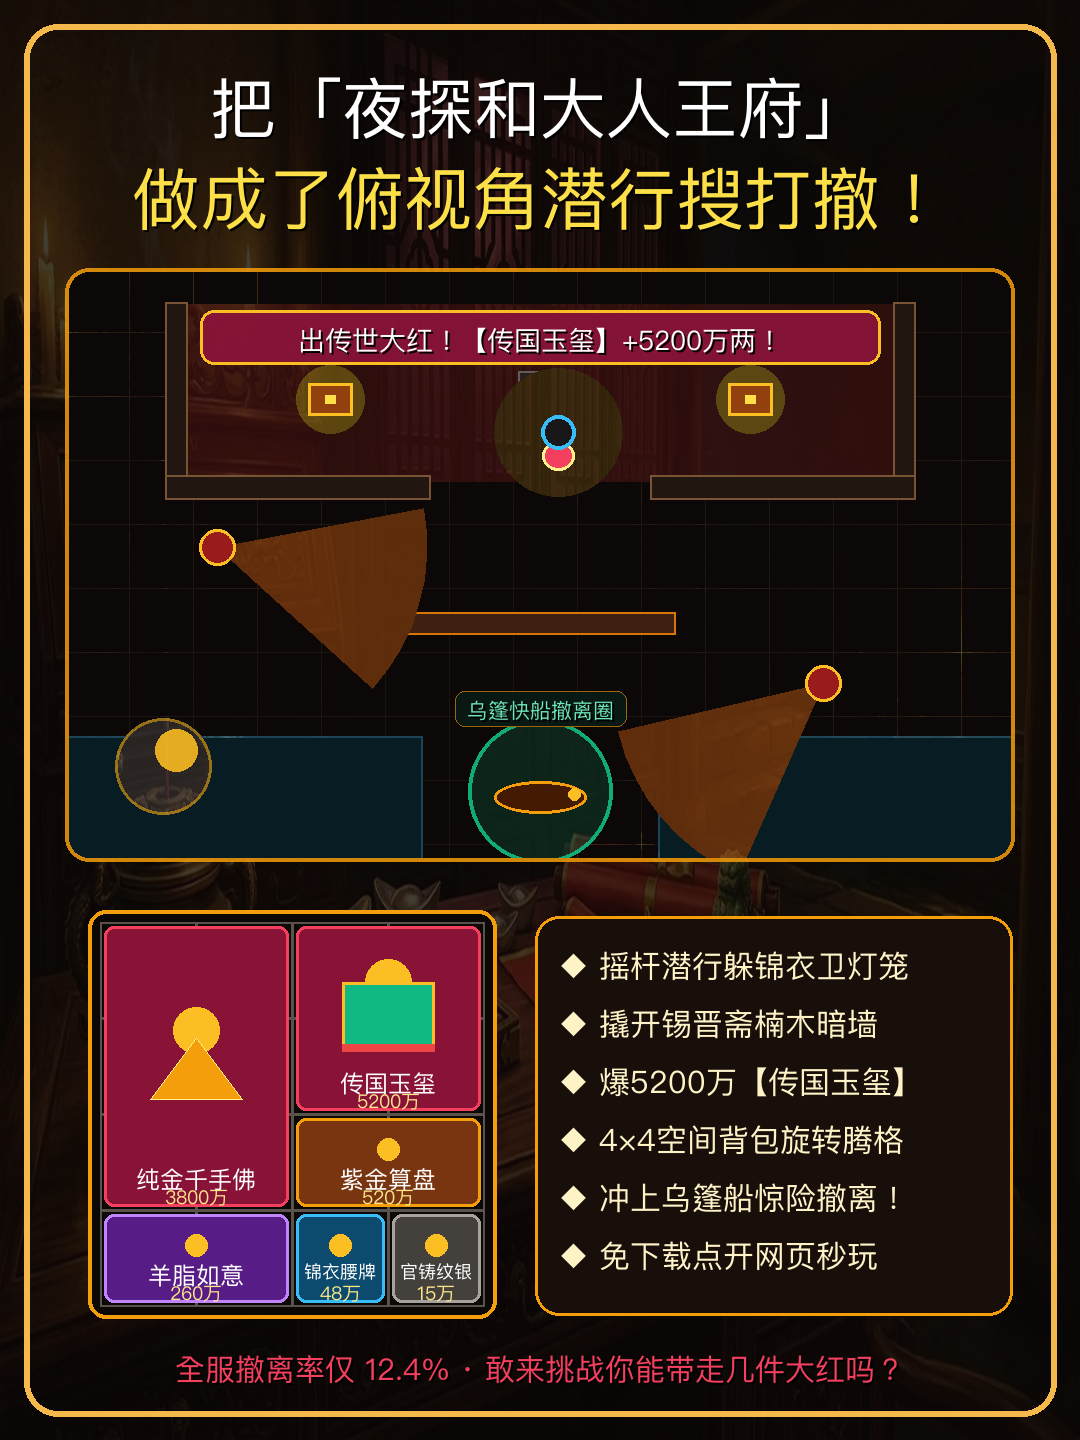 把「夜探和大人王府」
做成了俯视角潜行搜打撤！
出传世大红！【传国玉玺】+5200万两！
乌篷快船撤离圈
纯金千手佛
3800万
传国玉玺
5200万
紫金算盘
520万
羊脂如意
260万
锦衣腰牌
48万
官铸纹银
15万
◆ 摇杆潜行躲锦衣卫灯笼
◆ 撬开锡晋斋楠木暗墙
◆ 爆5200万【传国玉玺】
◆ 4×4空间背包旋转腾格
◆ 冲上乌篷船惊险撤离！
◆ 免下载点开网页秒玩
全服撤离率仅 12.4% · 敢来挑战你能带走几件大红吗？